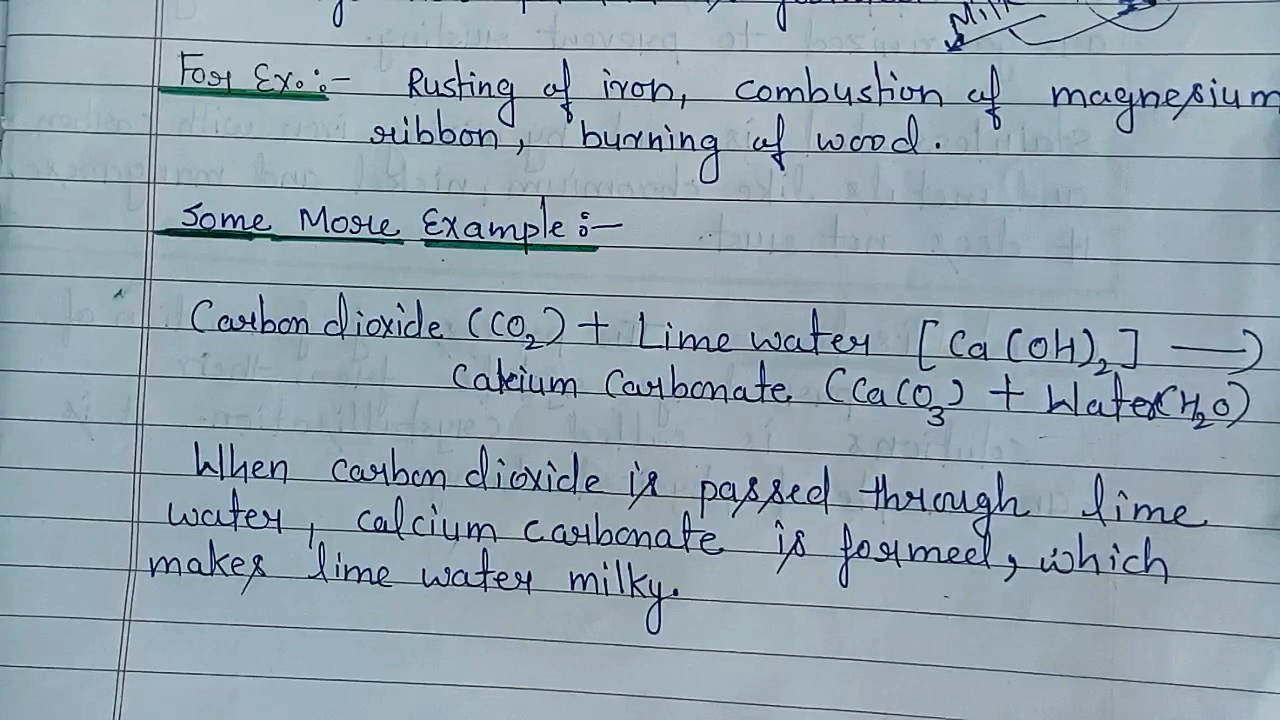 Milk
For Ex.:- Rusting of iron, combustion of magnesium
ribbon, burning of wood.
Some More Example:-
Carbon dioxide (CO₂) + Lime water [Ca(OH)₂] ⟶
Calcium Carbonate (CaCO₃) + Water (H₂O)
When carbon dioxide is passed through lime
water, calcium carbonate is formed, which
makes lime water milky.